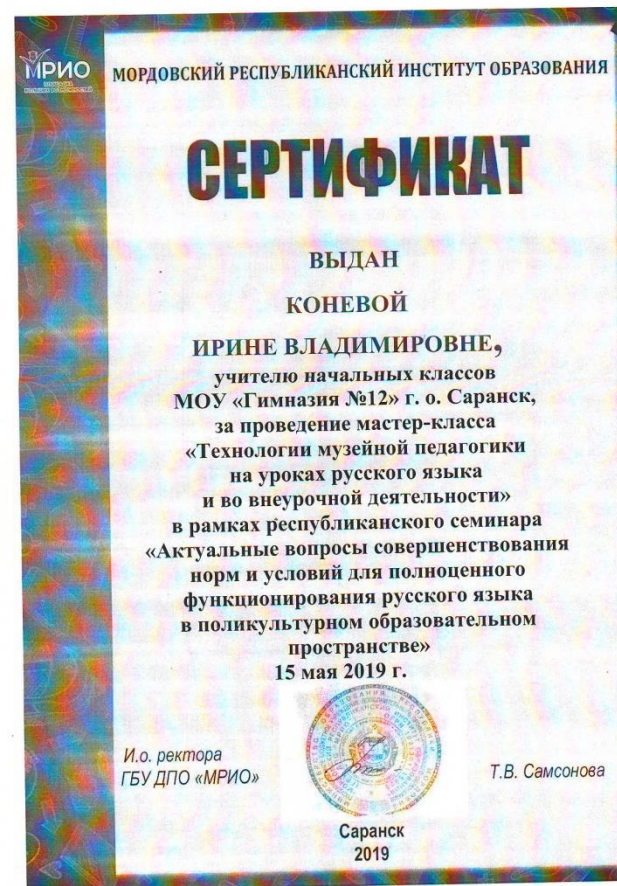 МРИО
МОРДОВСКИЙ РЕСПУБЛИКАНСКИЙ ИНСТИТУТ ОБРАЗОВАНИЯ
СЕРТИФИКАТ
ВЫДАН
КОНЕВОЙ
ИРИНЕ ВЛАДИМИРОВНЕ,
учителю начальных классов
МОУ «Гимназия №12» г. о. Саранск,
за проведение мастер-класса
«Технологии музейной педагогики
на уроках русского языка
и во внеурочной деятельности»
в рамках республиканского семинара
«Актуальные вопросы совершенствования
норм и условий для полноценного
функционирования русского языка
в поликультурном образовательном
пространстве»
15 мая 2019 г.
И.о. ректора
ГБУ ДПО «МРИО»
Т.В. Самсонова
Саранск
2019